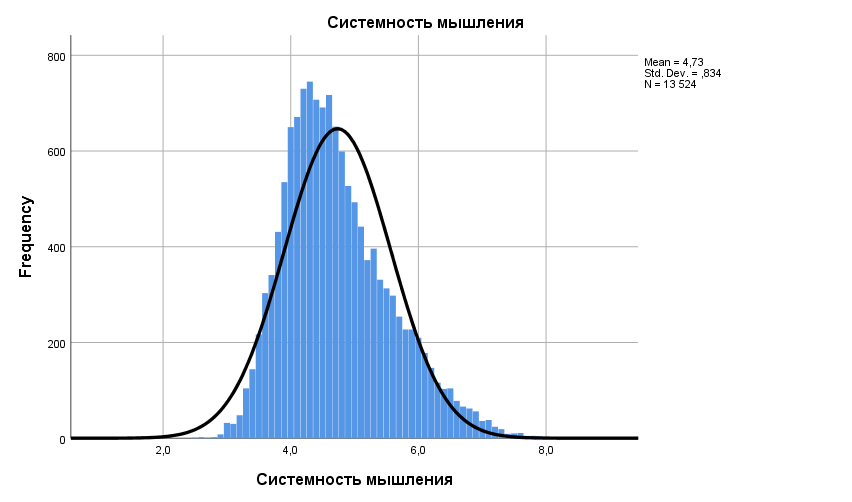 Системность мышления
Mean = 4,73
Std. Dev. = ,834
N = 13 524
800
600
400
200
0
Frequency
2,0 4,0 6,0 8,0
Системность мышления